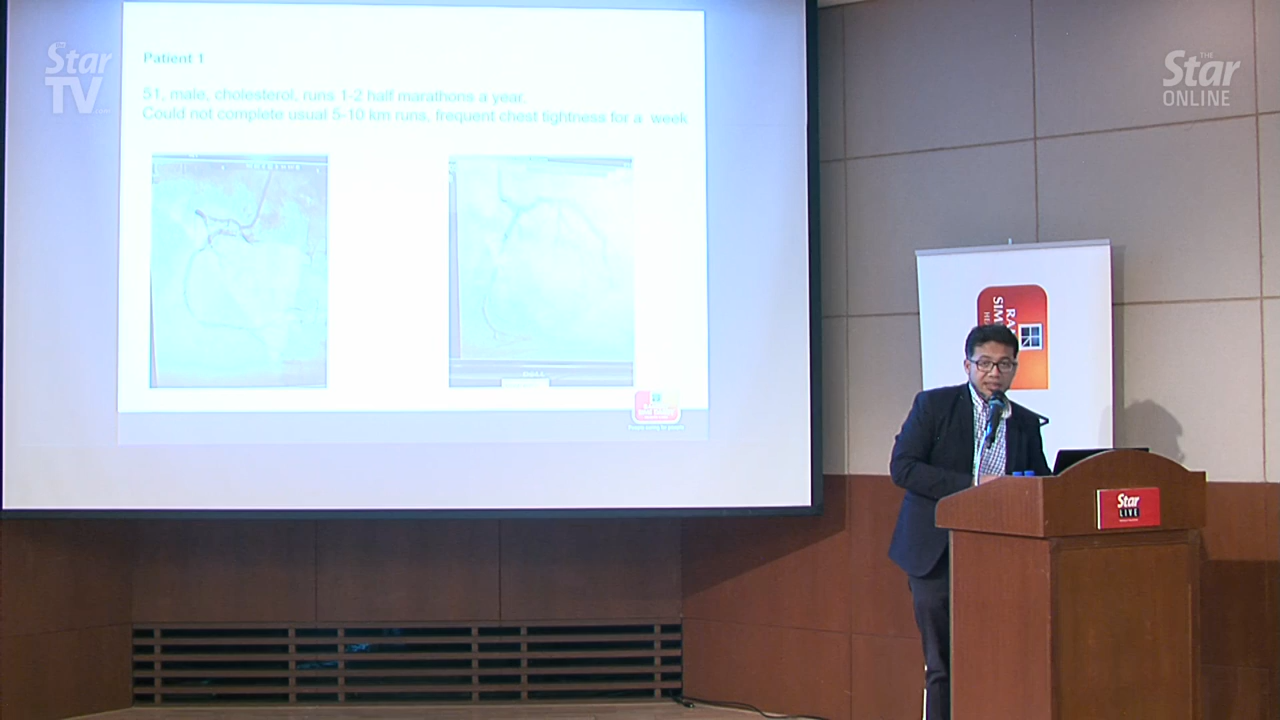 Patient 1
51, male, cholesterol, runs 1-2 half marathons a year.
Could not complete usual 5-10 km runs, frequent chest tightness for a week
Star
TV
THE
Star
ONLINE
Star
LIVE